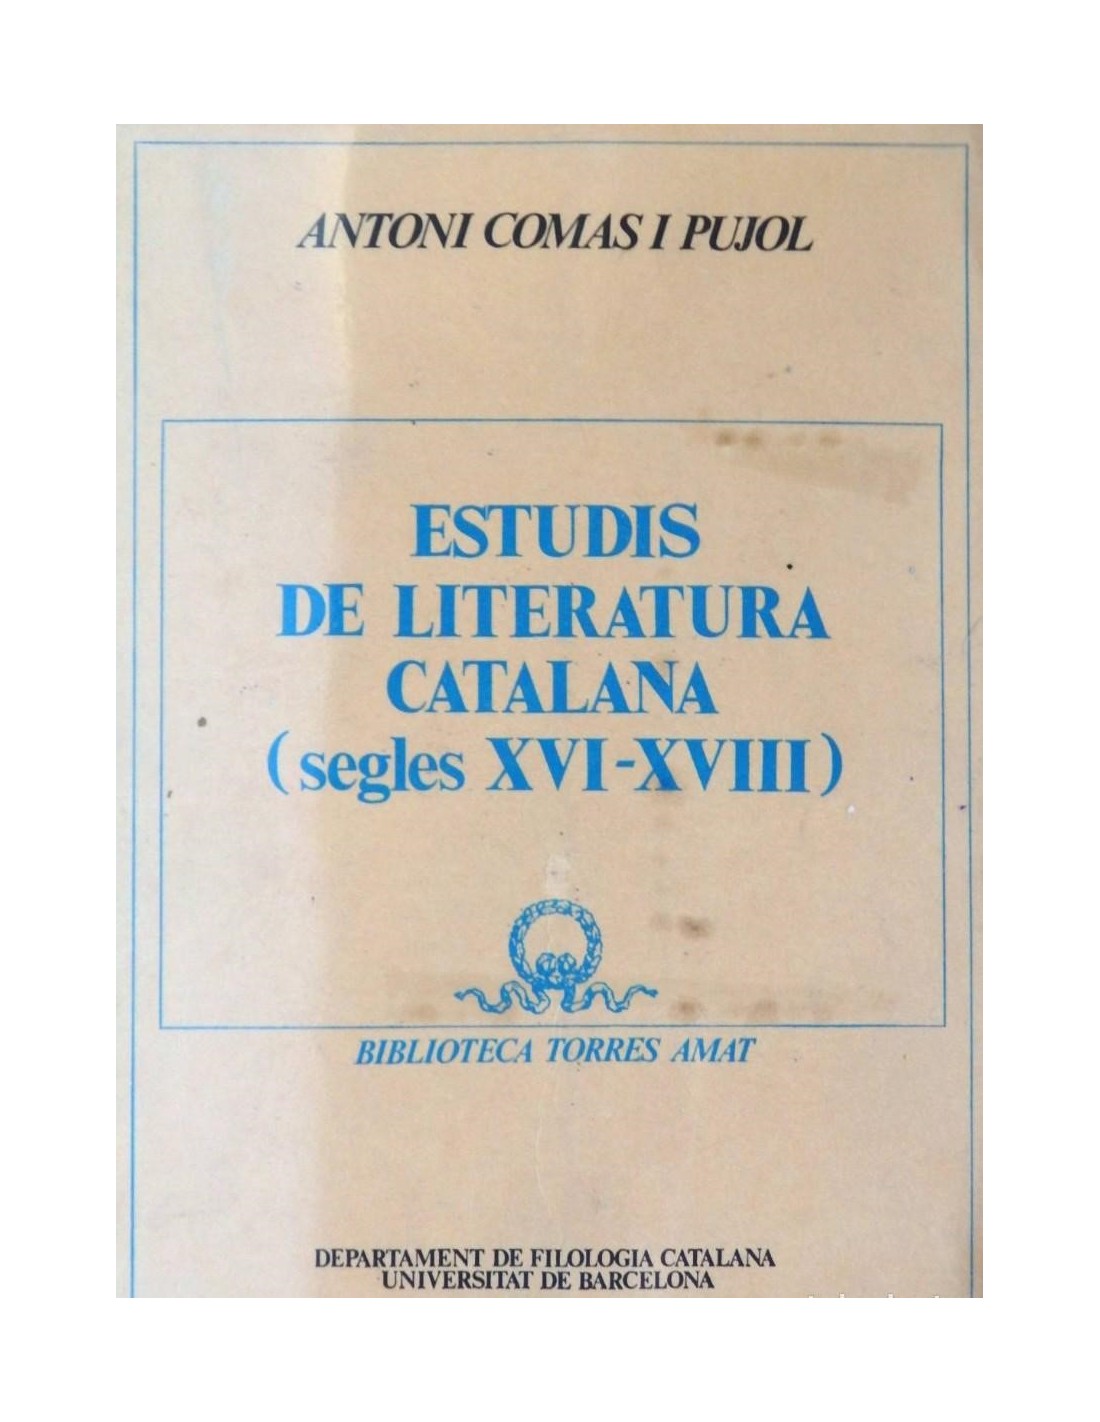 ANTONI COMAS I PUJOL
ESTUDIS
DE LITERATURA
CATALANA
(segles XVI-XVIII)
BIBLIOTECA TORRES AMAT
DEPARTAMENT DE FILOLOGIA CATALANA
UNIVERSITAT DE BARCELONA